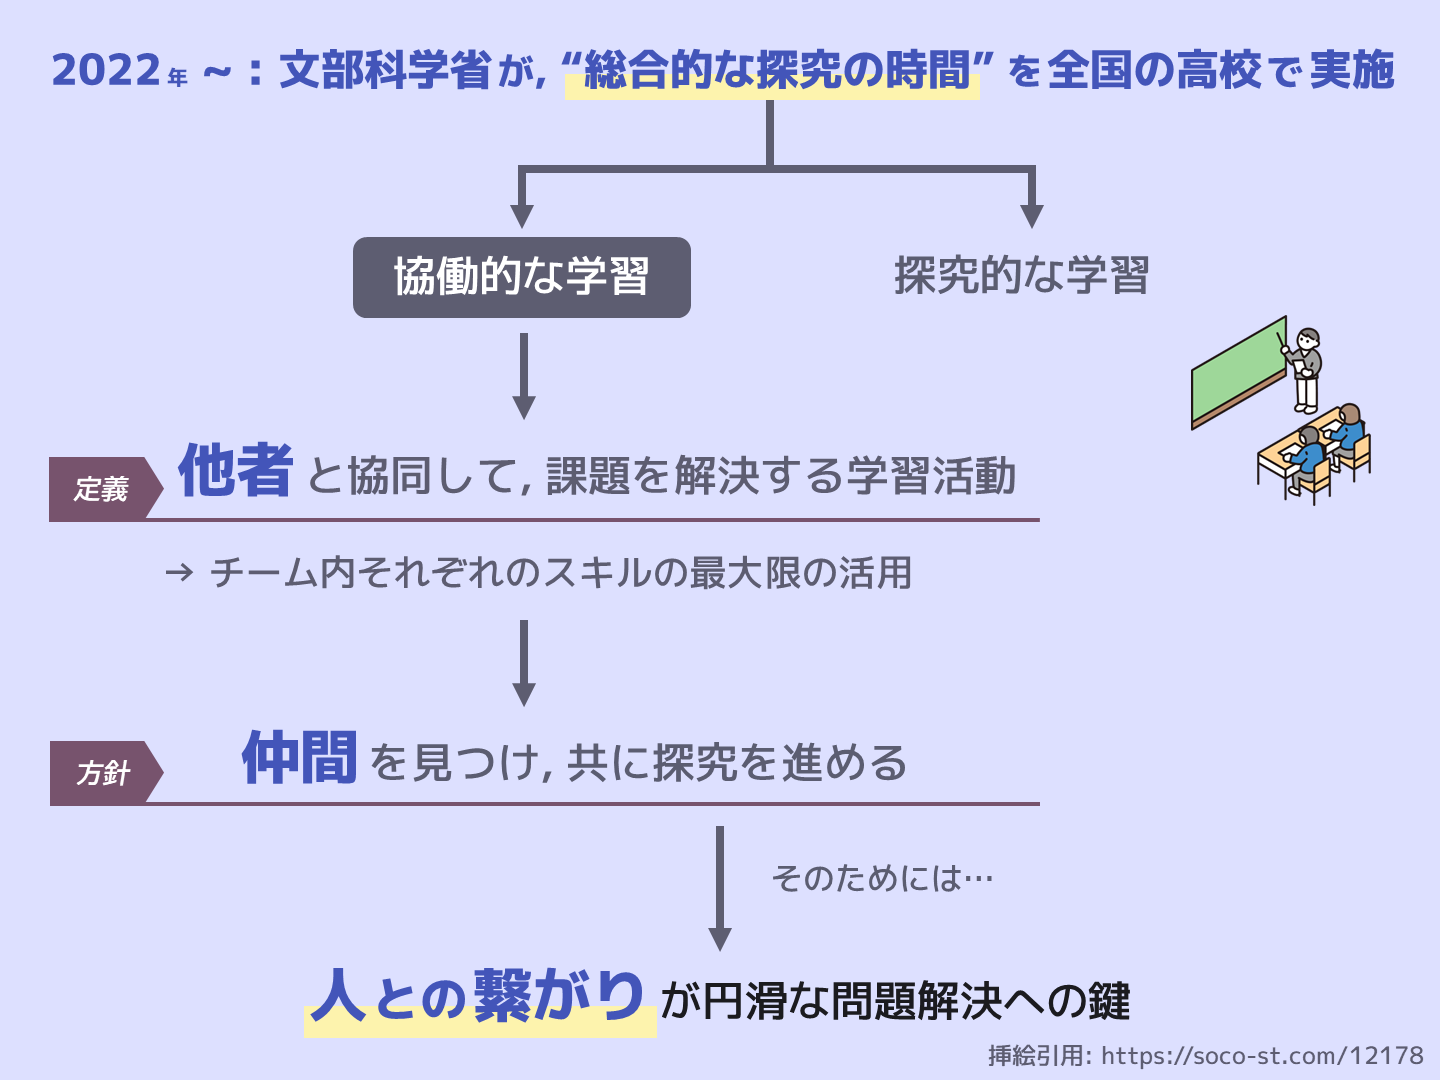 2022年 ~ : 文部科学省が, “総合的な探究の時間” を全国の高校で実施
協働的な学習
探究的な学習
定義
他者と協同して, 課題を解決する学習活動
→ チーム内それぞれのスキルの最大限の活用
方針
仲間を見つけ, 共に探究を進める
そのためには…
人との繋がりが円滑な問題解決への鍵
挿絵引用: https://soco-st.com/12178